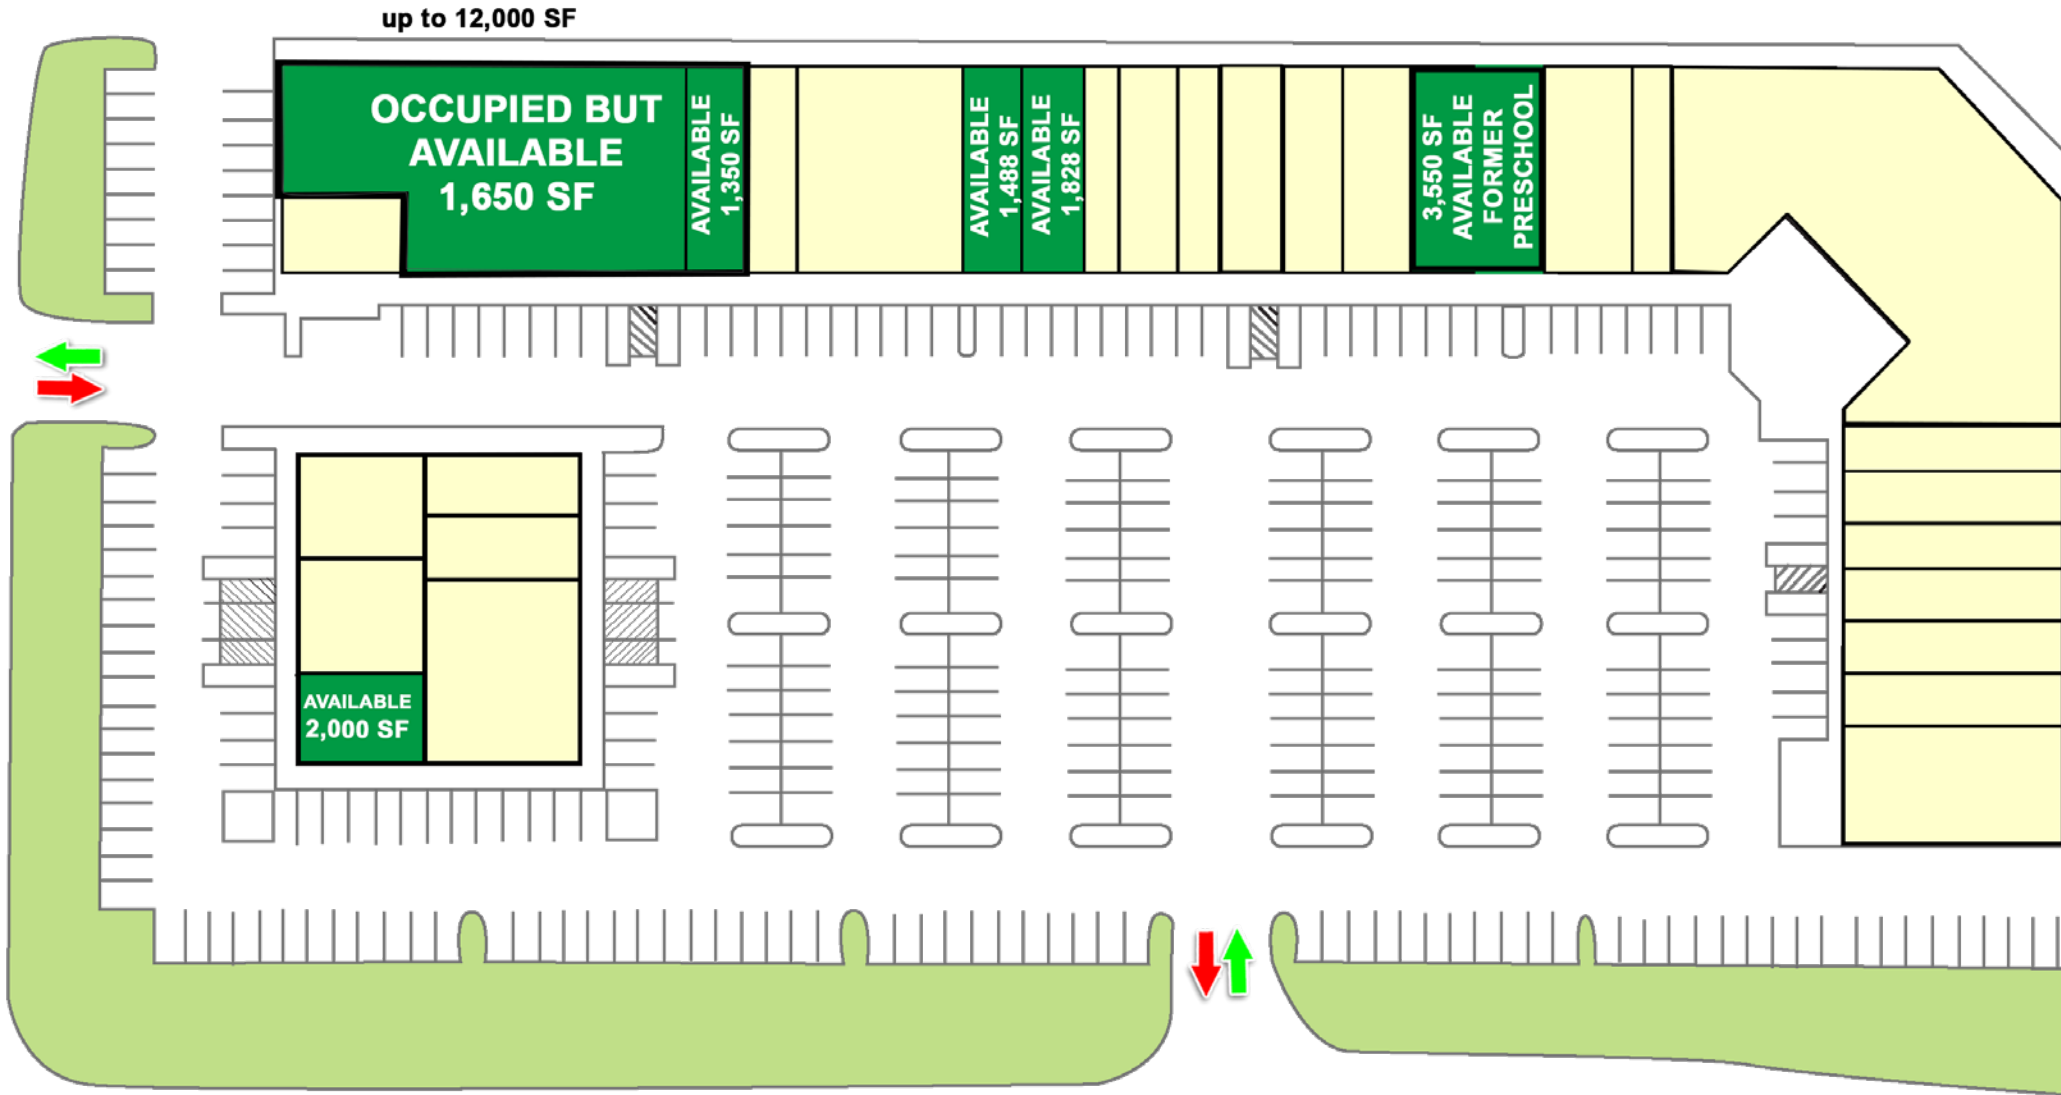 up to 12,000 SF
OCCUPIED BUT
AVAILABLE
1,650 SF
AVAILABLE
1,350 SF
AVAILABLE
1,488 SF
AVAILABLE
1,828 SF
3,550 SF
AVAILABLE
FORMER
PRESCHOOL
AVAILABLE
2,000 SF